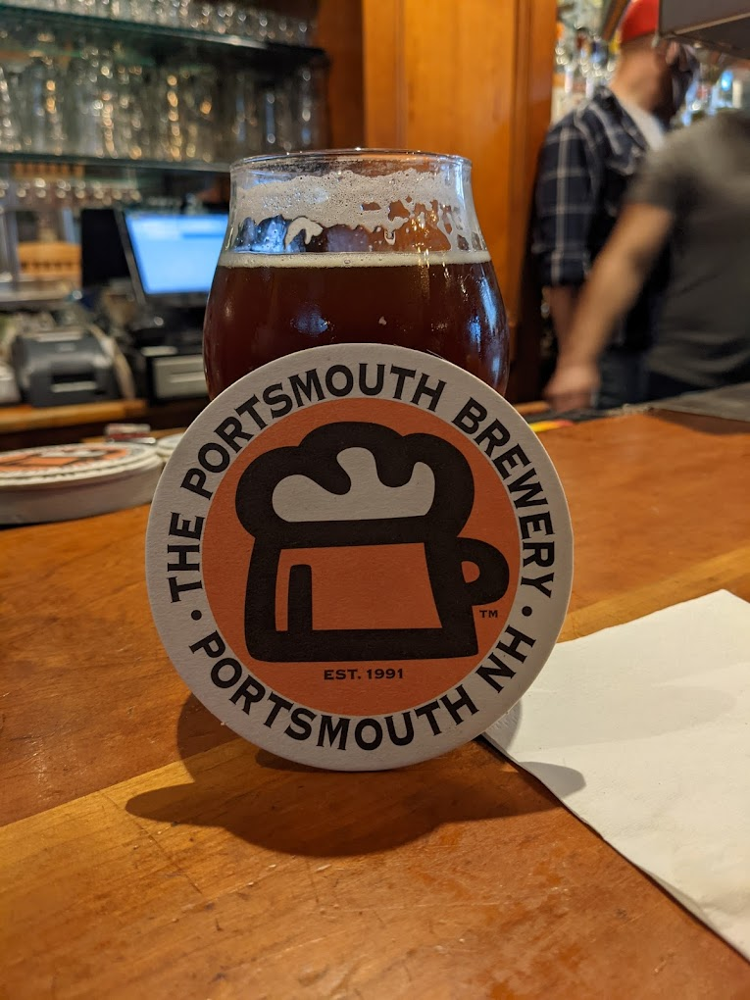 • THE PORTSMOUTH BREWERY •
TM
EST. 1991
PORTSMOUTH NH